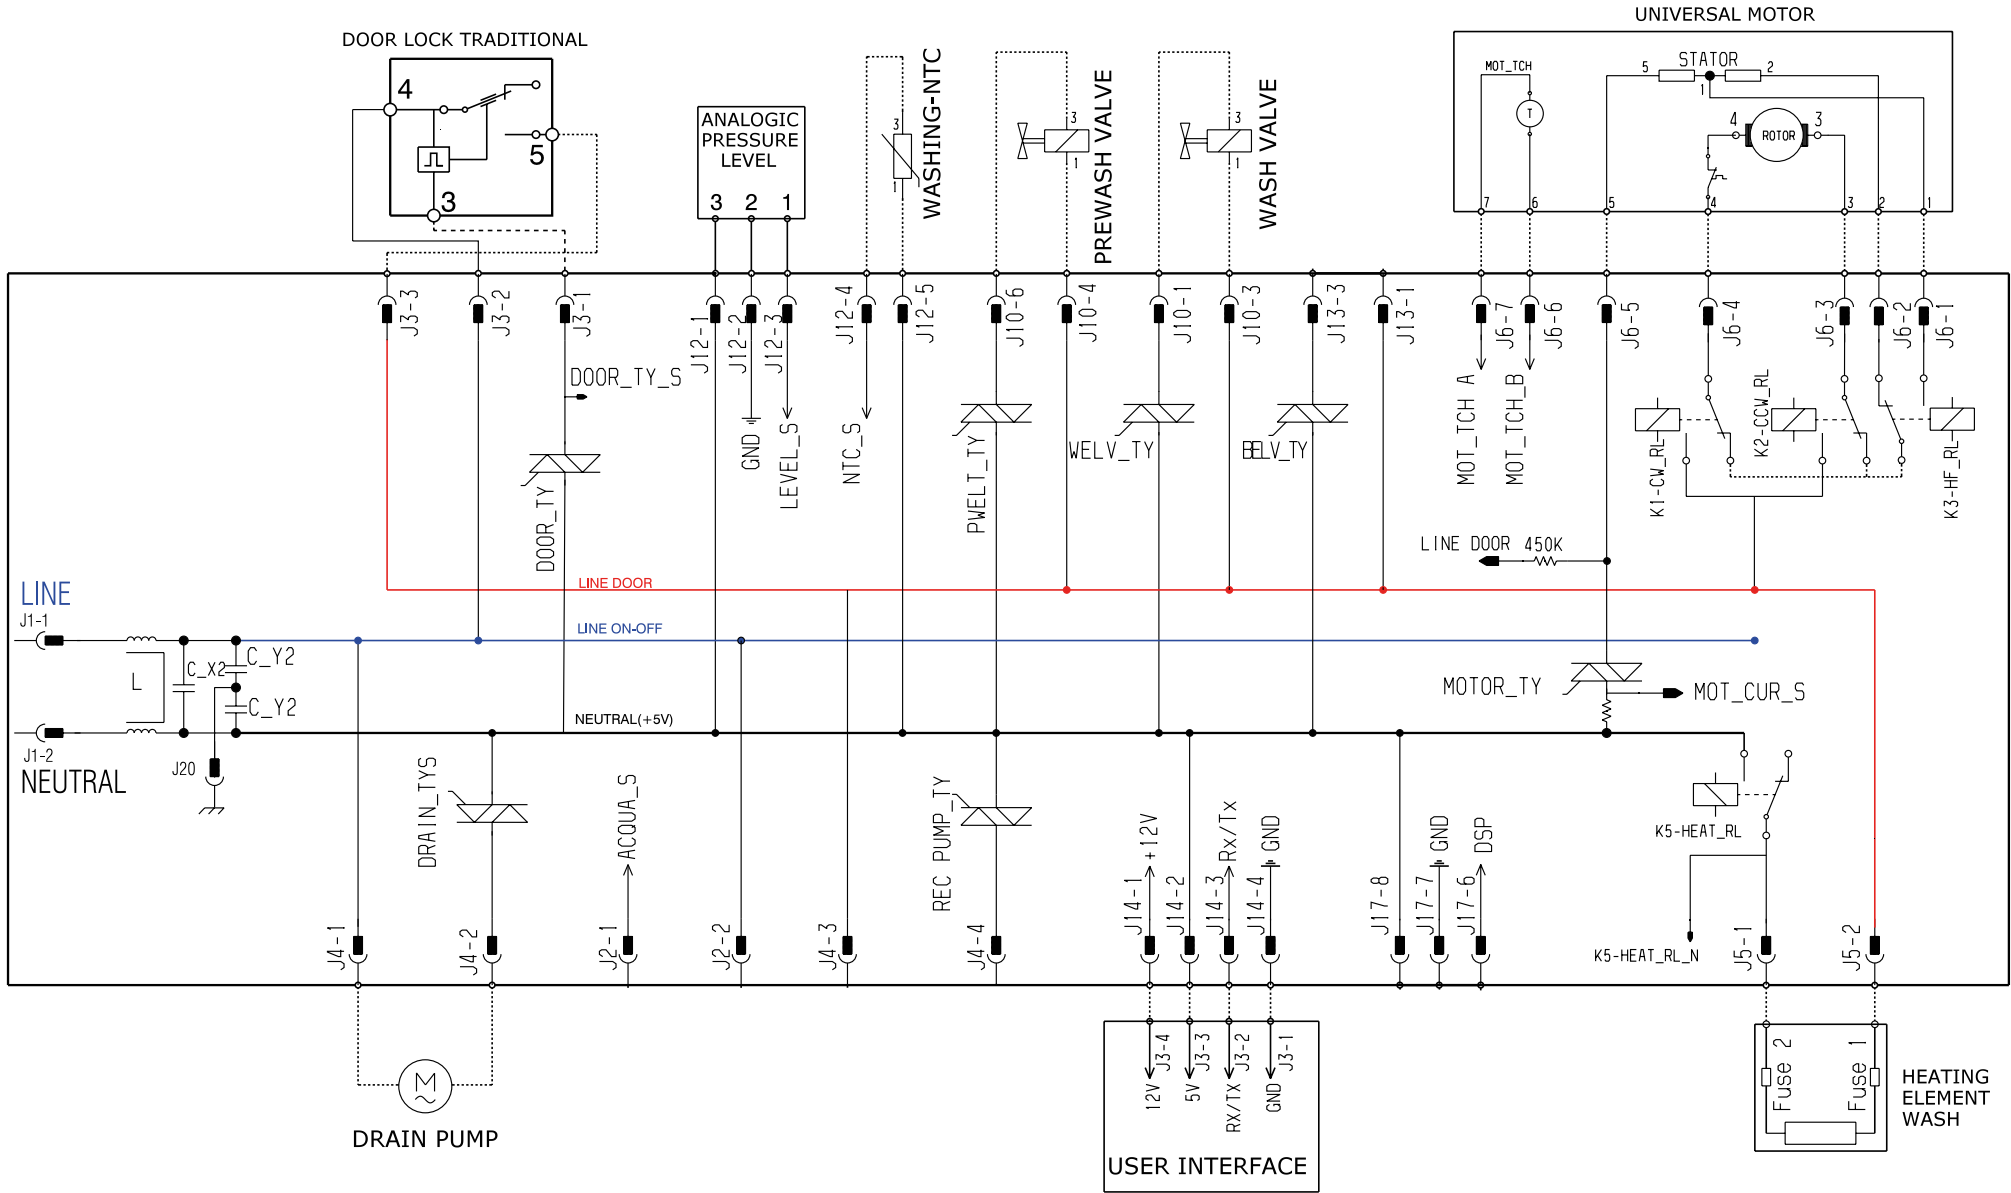 UNIVERSAL MOTOR
DOOR LOCK TRADITIONAL
4
5
3
ANALOGIC
PRESSURE
LEVEL
3 2 1
3
1
WASHING-NTC
3
1
PREWASH VALVE
3
1
WASH VALVE
MOT_TCH
T
5 STATOR 2
1
4 ROTOR 3
7 6 5 4 3 2 1
J3-3
J3-2
J3-1
J12-1
J12-2
J12-3
J12-4
J12-5
J10-6
J10-4
J10-1
J10-3
J13-3
J13-1
J6-7
J6-6
J6-5
J6-4
J6-3
J6-2
J6-1
DOOR_TY_S
DOOR_TY
GND
LEVEL_S
NTC_S
PWELT_TY
WELV_TY
BELV_TY
MOT_TCH A
MOT_TCH_B
K1-CW_RL
K2-CCW_RL
K3-HF_RL
LINE DOOR 450K
LINE DOOR
LINE
J1-1
LINE ON-OFF
L
C_X2
C_Y2
C_Y2
MOTOR_TY
MOT_CUR_S
NEUTRAL(+5V)
J1-2
NEUTRAL
J20
DRAIN_TYS
ACQUA_S
REC PUMP_TY
+12V
Rx/Tx
GND
GND
DSP
K5-HEAT_RL
K5-HEAT_RL_N
J4-1
J4-2
J2-1
J2-2
J4-3
J4-4
J14-1
J14-2
J14-3
J14-4
J17-8
J17-7
J17-6
J5-1
J5-2
M
DRAIN PUMP
J3-4
J3-3
J3-2
J3-1
12V
5V
RX/TX
GND
USER INTERFACE
Fuse 2
Fuse 1
HEATING
ELEMENT
WASH